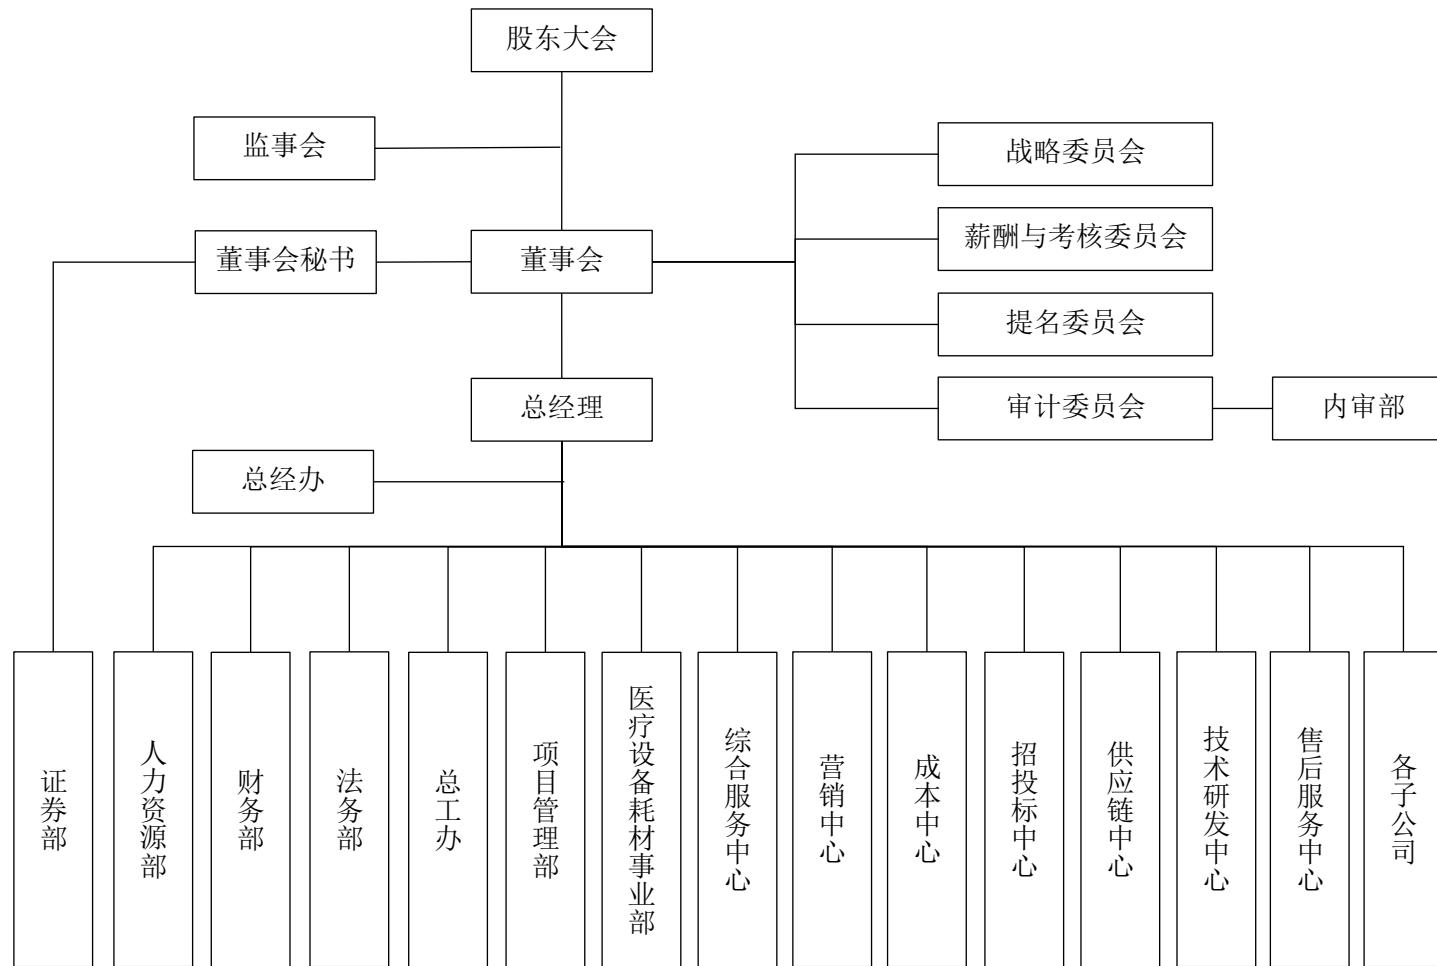 股东大会
监事会
战略委员会
薪酬与考核委员会
董事会秘书
董事会
提名委员会
总经理
审计委员会
内审部
总经办
证券部
人力资源部
财务部
法务部
总工办
项目管理部
医疗设备耗材事业部
综合服务中心
营销中心
成本中心
招投标中心
供应链中心
技术研发中心
售后服务中心
各子公司